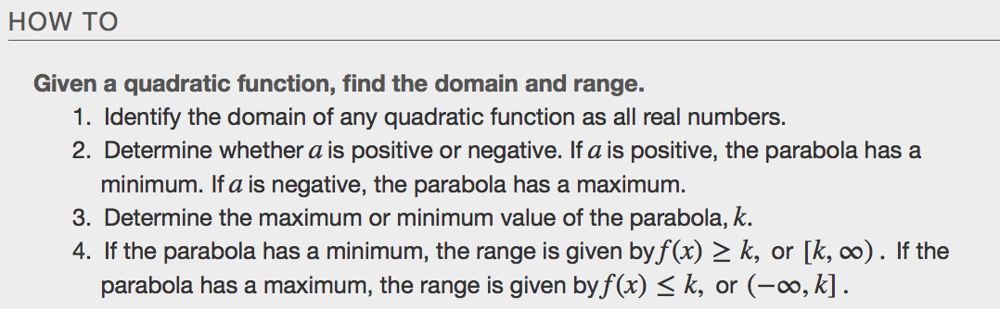 HOW TO
Given a quadratic function, find the domain and range.
1. Identify the domain of any quadratic function as all real numbers.
2. Determine whether a is positive or negative. If a is positive, the parabola has a
minimum. If a is negative, the parabola has a maximum.
3. Determine the maximum or minimum value of the parabola, k.
4. If the parabola has a minimum, the range is given by f(x) ≥ k, or [k, ∞). If the
parabola has a maximum, the range is given by f(x) ≤ k, or (−∞, k].